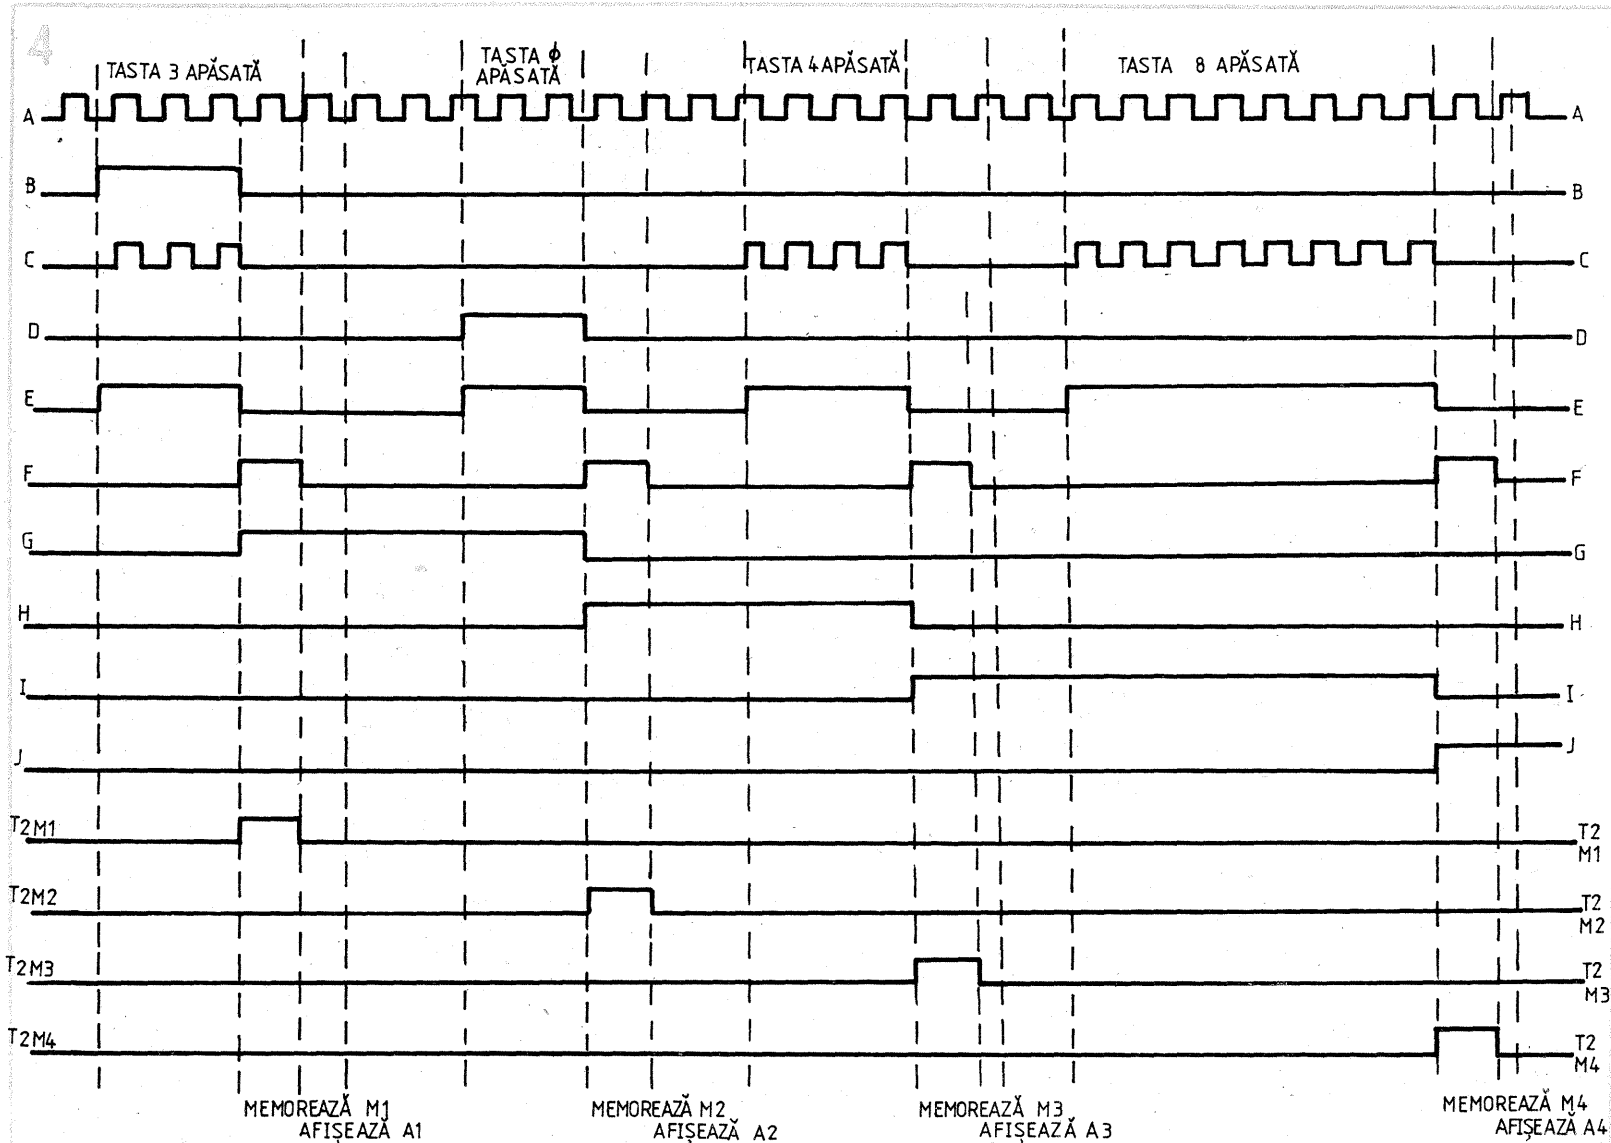 4
TASTA 3 APĂSATĂ
TASTA φ
APĂSATĂ
TASTA 4 APĂSATĂ
TASTA 8 APĂSATĂ
A A
B B
C C
D D
E E
F F
G G
H H
I I
J J
T2M1 T2
M1
T2M2 T2
M2
T2M3 T2
M3
T2M4 T2
M4
MEMOREAZĂ M1
AFIȘEAZĂ A1
MEMOREAZĂ M2
AFIȘEAZĂ A2
MEMOREAZĂ M3
AFIȘEAZĂ A3
MEMOREAZĂ M4
AFIȘEAZĂ A4